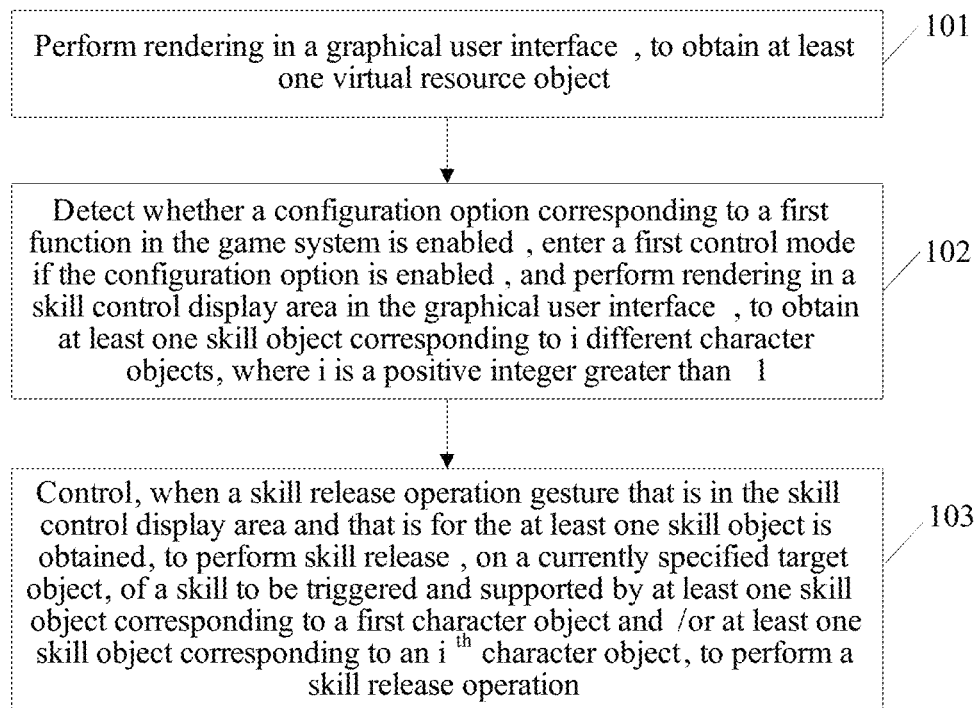 101
Perform rendering in a graphical user interface , to obtain at least
one virtual resource object
Detect whether a configuration option corresponding to a first
function in the game system is enabled , enter a first control mode
if the configuration option is enabled , and perform rendering in a
skill control display area in the graphical user interface , to obtain
at least one skill object corresponding to i different character
objects, where i is a positive integer greater than 1
102
Control, when a skill release operation gesture that is in the skill
control display area and that is for the at least one skill object is
obtained, to perform skill release , on a currently specified target
object, of a skill to be triggered and supported by at least one skill
object corresponding to a first character object and /or at least one
skill object corresponding to an i th character object, to perform a
skill release operation
103